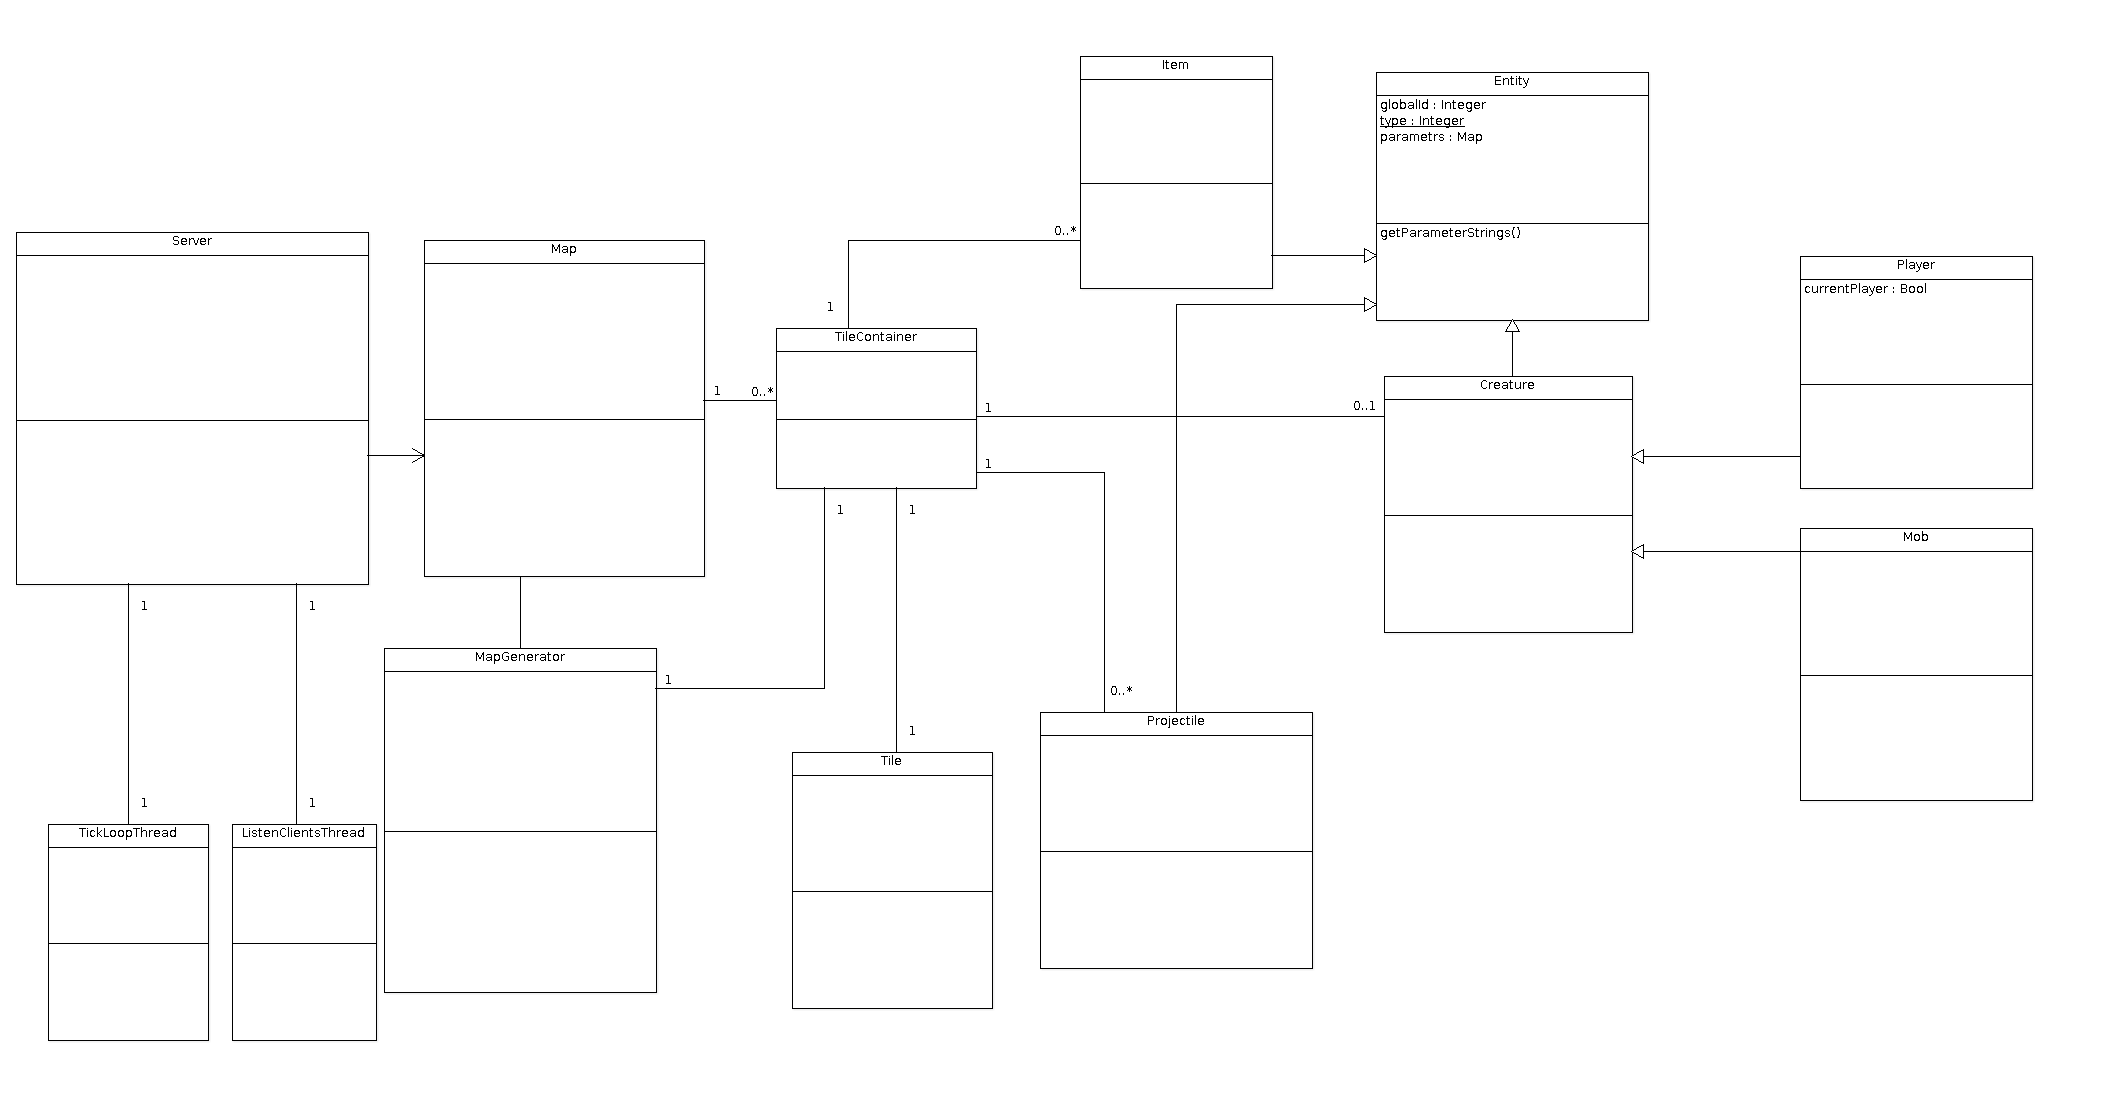 Item
Entity
globalId : Integer
type : Integer
parametrs : Map
getParameterStrings()
0..*
1
Server
Map
TileContainer
1
0..*
1
0..1
1
Creature
Player
currentPlayer : Bool
Mob
1
1
1
1
MapGenerator
1
0..*
1
Projectile
Tile
1
1
TickLoopThread
ListenClientsThread